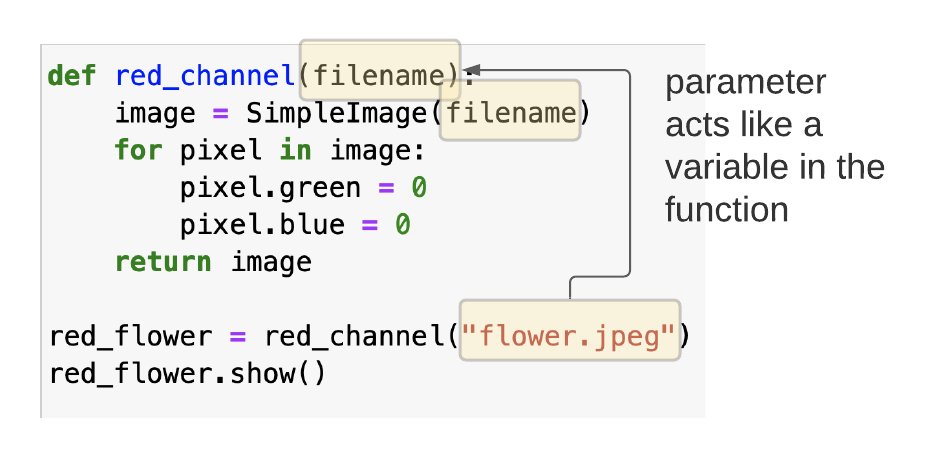 def red_channel(filename):
    image = SimpleImage(filename)
    for pixel in image:
        pixel.green = 0
        pixel.blue = 0
    return image

red_flower = red_channel("flower.jpeg")
red_flower.show()
parameter
acts like a
variable in the
function